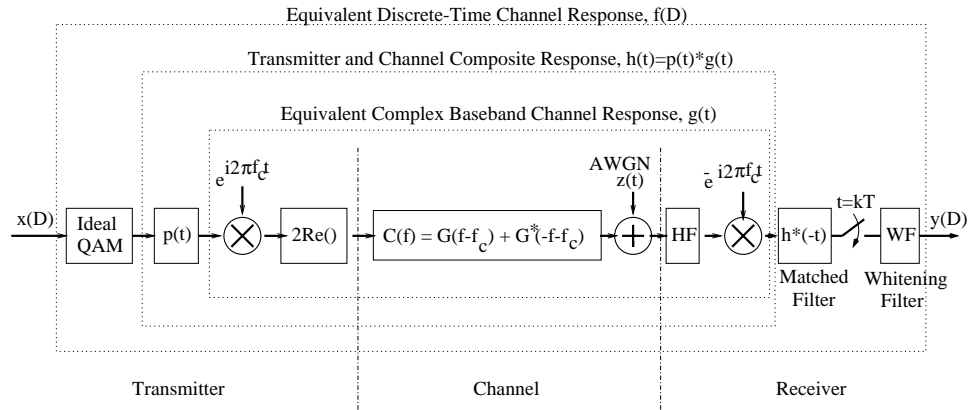 Equivalent Discrete-Time Channel Response, f(D)
Transmitter and Channel Composite Response, h(t)=p(t)*g(t)
Equivalent Complex Baseband Channel Response, g(t)
e^{i2πf_c t}
AWGN
z(t)
e^{-i2πf_c t}
x(D)
Ideal
QAM
p(t)
2Re()
C(f) = G(f-f_c) + G*(-f-f_c)
HF
h*(-t)
t=kT
WF
y(D)
Matched
Filter
Whitening
Filter
Transmitter
Channel
Receiver